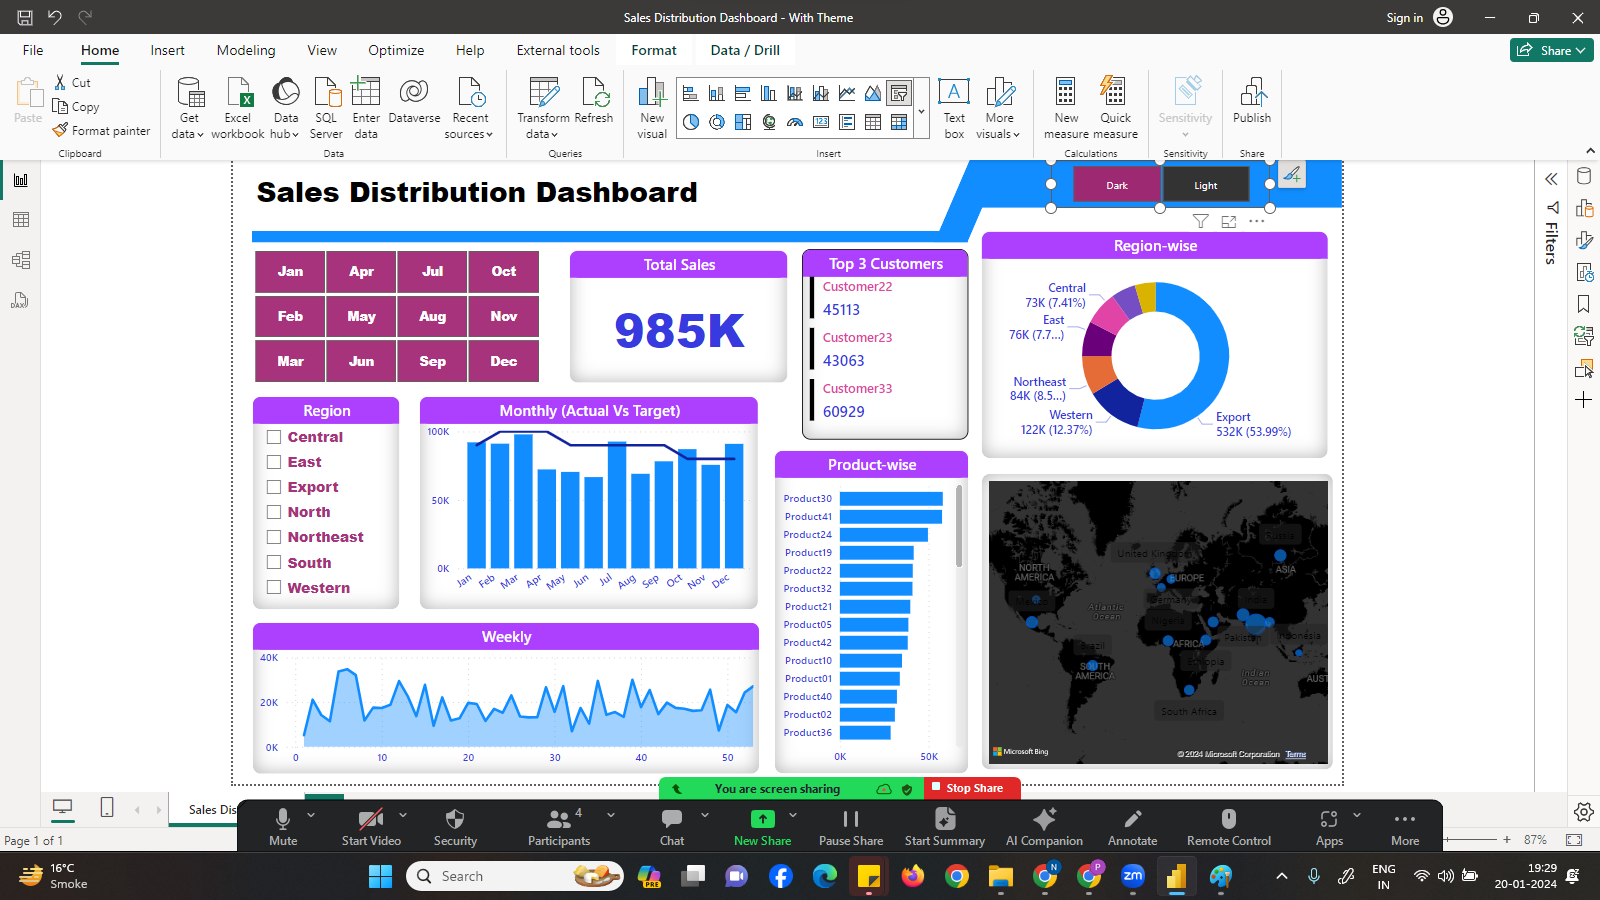 Sales Distribution Dashboard - With Theme
Sign in
File Home Insert Modeling View Optimize Help External tools Format Data / Drill
Share
Paste
Cut
Copy
Format painter
Clipboard
Get data
Excel workbook
Data hub
SQL Server
Enter data
Dataverse
Recent sources
Data
Transform data
Refresh
Queries
New visual
Text box
More visuals
Insert
New measure
Quick measure
Calculations
Sensitivity
Sensitivity
Publish
Share
Sales Distribution Dashboard
Dark Light
Filters
Jan Apr Jul Oct
Feb May Aug Nov
Mar Jun Sep Dec
Total Sales
985K
Top 3 Customers
Customer22
45113
Customer23
43063
Customer33
60929
Region-wise
Central
73K (7.41%)
East
76K (7.7...)
Northeast
84K (8.5...)
Western
122K (12.37%)
Export
532K (53.99%)
Region
Central
East
Export
North
Northeast
South
Western
Monthly (Actual Vs Target)
100K
50K
0K
Jan Feb Mar Apr May Jun Jul Aug Sep Oct Nov Dec
Product-wise
Product30
Product41
Product24
Product19
Product22
Product32
Product21
Product05
Product42
Product10
Product01
Product40
Product02
Product36
0K 50K
Weekly
40K
20K
0K
0 10 20 30 40 50
NORTH AMERICA
United Kingdom
Russia
EUROPE
ASIA
Germany
Mexico
Atlantic Ocean
Nigeria
India
AFRICA
Pakistan
Indonesia
Brazil
SOUTH AMERICA
Ethiopia
Indian Ocean
AUST
South Africa
Microsoft Bing
© 2024 Microsoft Corporation Terms
You are screen sharing
Stop Share
Sales Dis
Mute
Start Video
Security
4
Participants
Chat
New Share
Pause Share
Start Summary
AI Companion
Annotate
Remote Control
Apps
More
Page 1 of 1
87%
16°C
Smoke
Search
PRE
N
P
zm
ENG
IN
19:29
20-01-2024